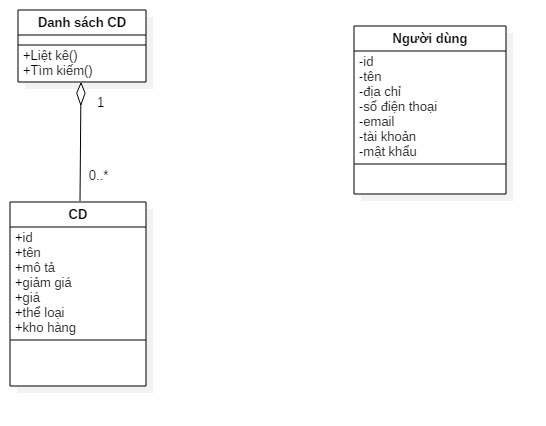 Danh sách CD
+Liệt kê()
+Tìm kiếm()
1
0..*
CD
+id
+tên
+mô tả
+giảm giá
+giá
+thể loại
+kho hàng
Người dùng
-id
-tên
-địa chỉ
-số điện thoại
-email
-tài khoản
-mật khẩu